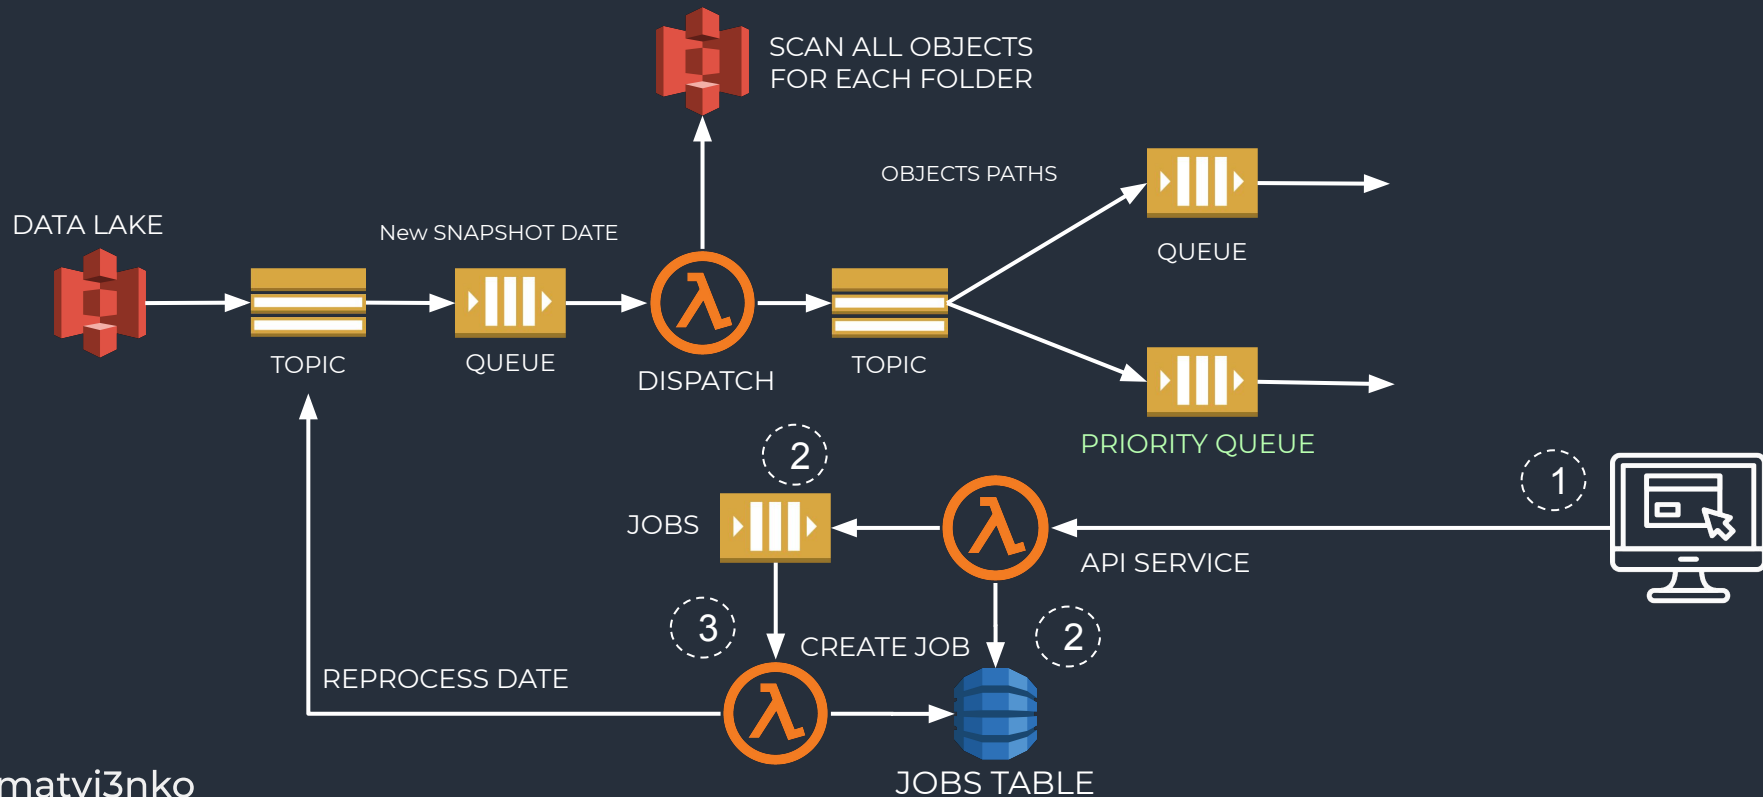 SCAN ALL OBJECTS
FOR EACH FOLDER
OBJECTS PATHS
DATA LAKE
New SNAPSHOT DATE
QUEUE
TOPIC
QUEUE
DISPATCH
TOPIC
PRIORITY QUEUE
2
1
JOBS
API SERVICE
3
CREATE JOB
2
REPROCESS DATE
JOBS TABLE
matvi3nko